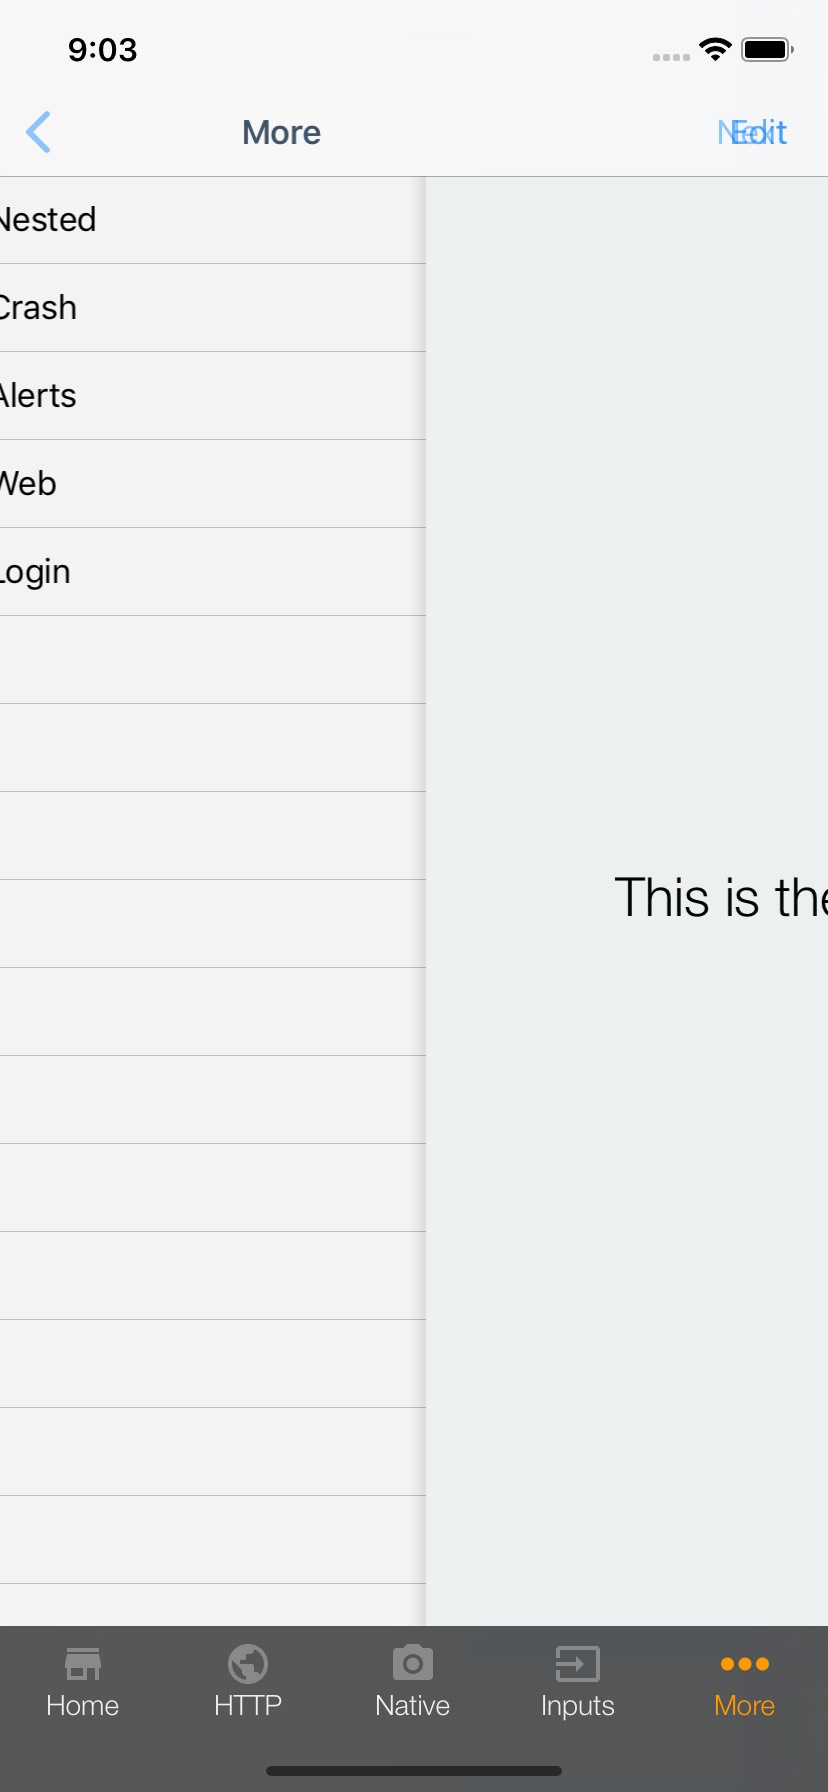 9:03
More
Edit
Nested
Crash
Alerts
Web
Login
This is the
Home
HTTP
Native
Inputs
More